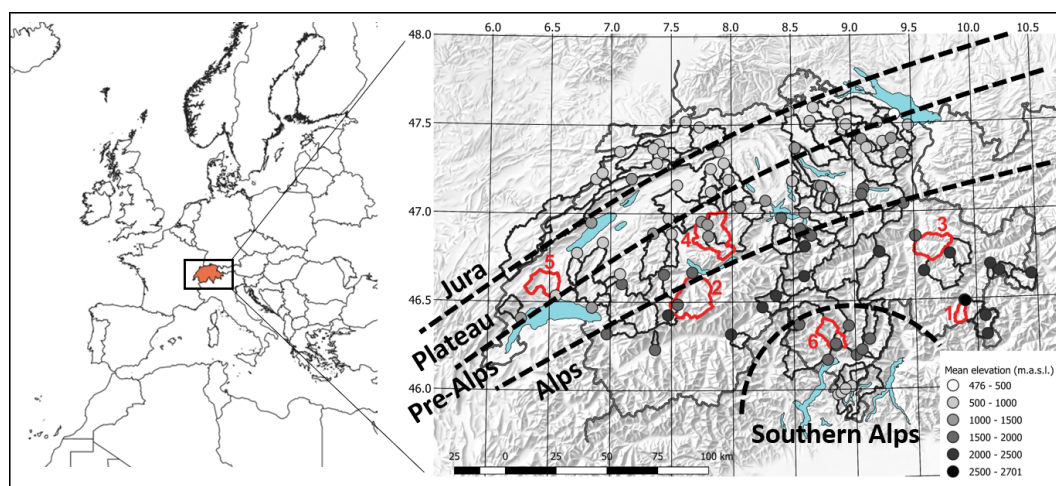 6.0 6.5 7.0 7.5 8.0 8.5 9.0 9.5 10.0 10.5
48.0
47.5
47.0
46.5
46.0
Jura
Plateau
Pre-Alps
Alps
Southern Alps
5
4
2
3
1
6
25 0 25 50 75 100 km
Mean elevation (m.a.s.l.)
476 - 500
500 - 1000
1000 - 1500
1500 - 2000
2000 - 2500
2500 - 2701